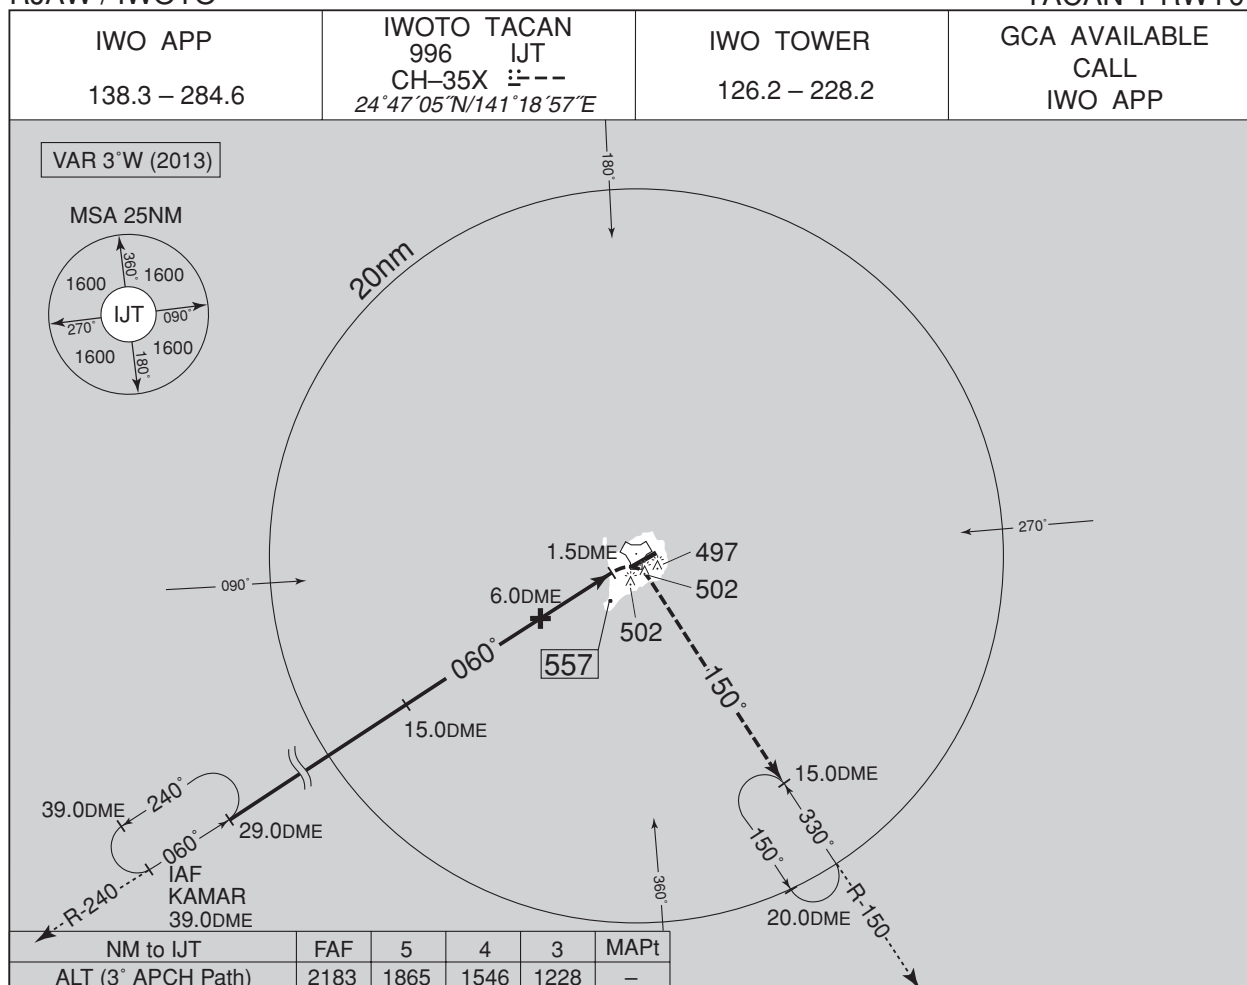 RJAW / IWOTO
IWO APP
138.3 – 284.6
IWOTO TACAN
996 IJT
CH–35X
24˚47´05˝N/141˚18´57˝E
IWO TOWER
126.2 – 228.2
GCA AVAILABLE
CALL
IWO APP
VAR 3˚W (2013)
MSA 25NM
1600
360˚
1600
270˚
IJT
090˚
1600
180˚
1600
180˚
20nm
270˚
090˚
1.5DME
497
6.0DME
502
502
557
060˚
150˚
15.0DME
15.0DME
240˚
39.0DME
29.0DME
060˚
330˚
150˚
IAF
KAMAR
39.0DME
R-240
360˚
20.0DME
R-150
NM to IJT FAF 5 4 3 MAPt
ALT (3˚ APCH Path) 2183 1865 1546 1228 –